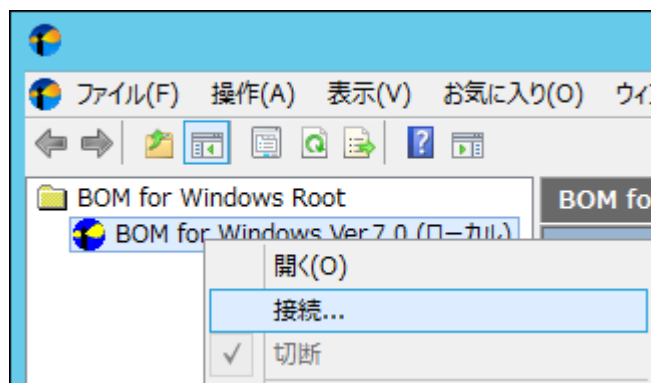 ファイル(F) 操作(A) 表示(V) お気に入り(O)
BOM for Windows Root
BOM fo
BOM for Windows Ver.7.0 (ローカル)
開く(O)
接続...
切断